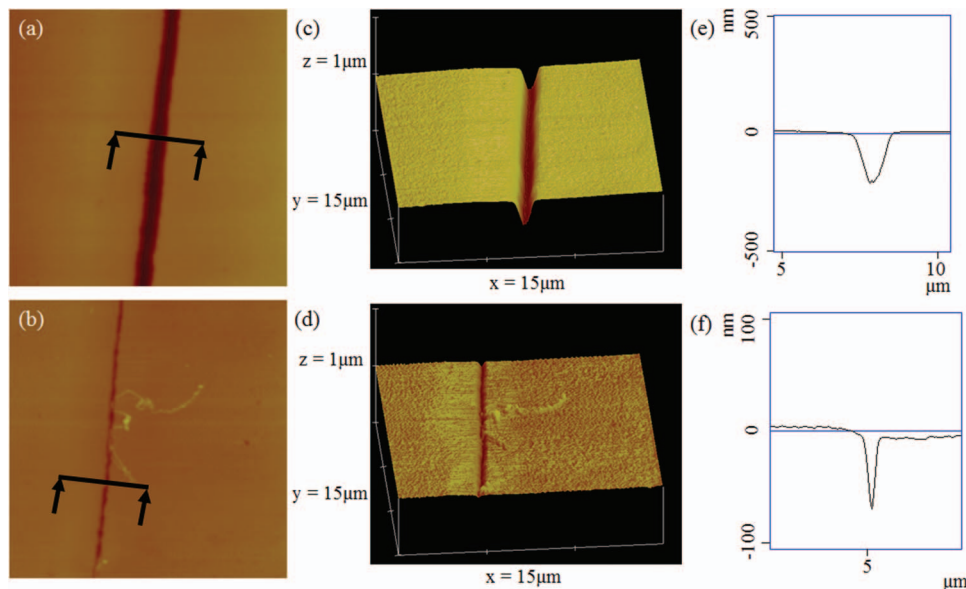 (a)
(c)
z = 1μm
y = 15μm
x = 15μm
(e)
nm
500
0
-500
5
10
μm
(b)
(d)
z = 1μm
y = 15μm
x = 15μm
(f)
nm
100
0
-100
5
μm